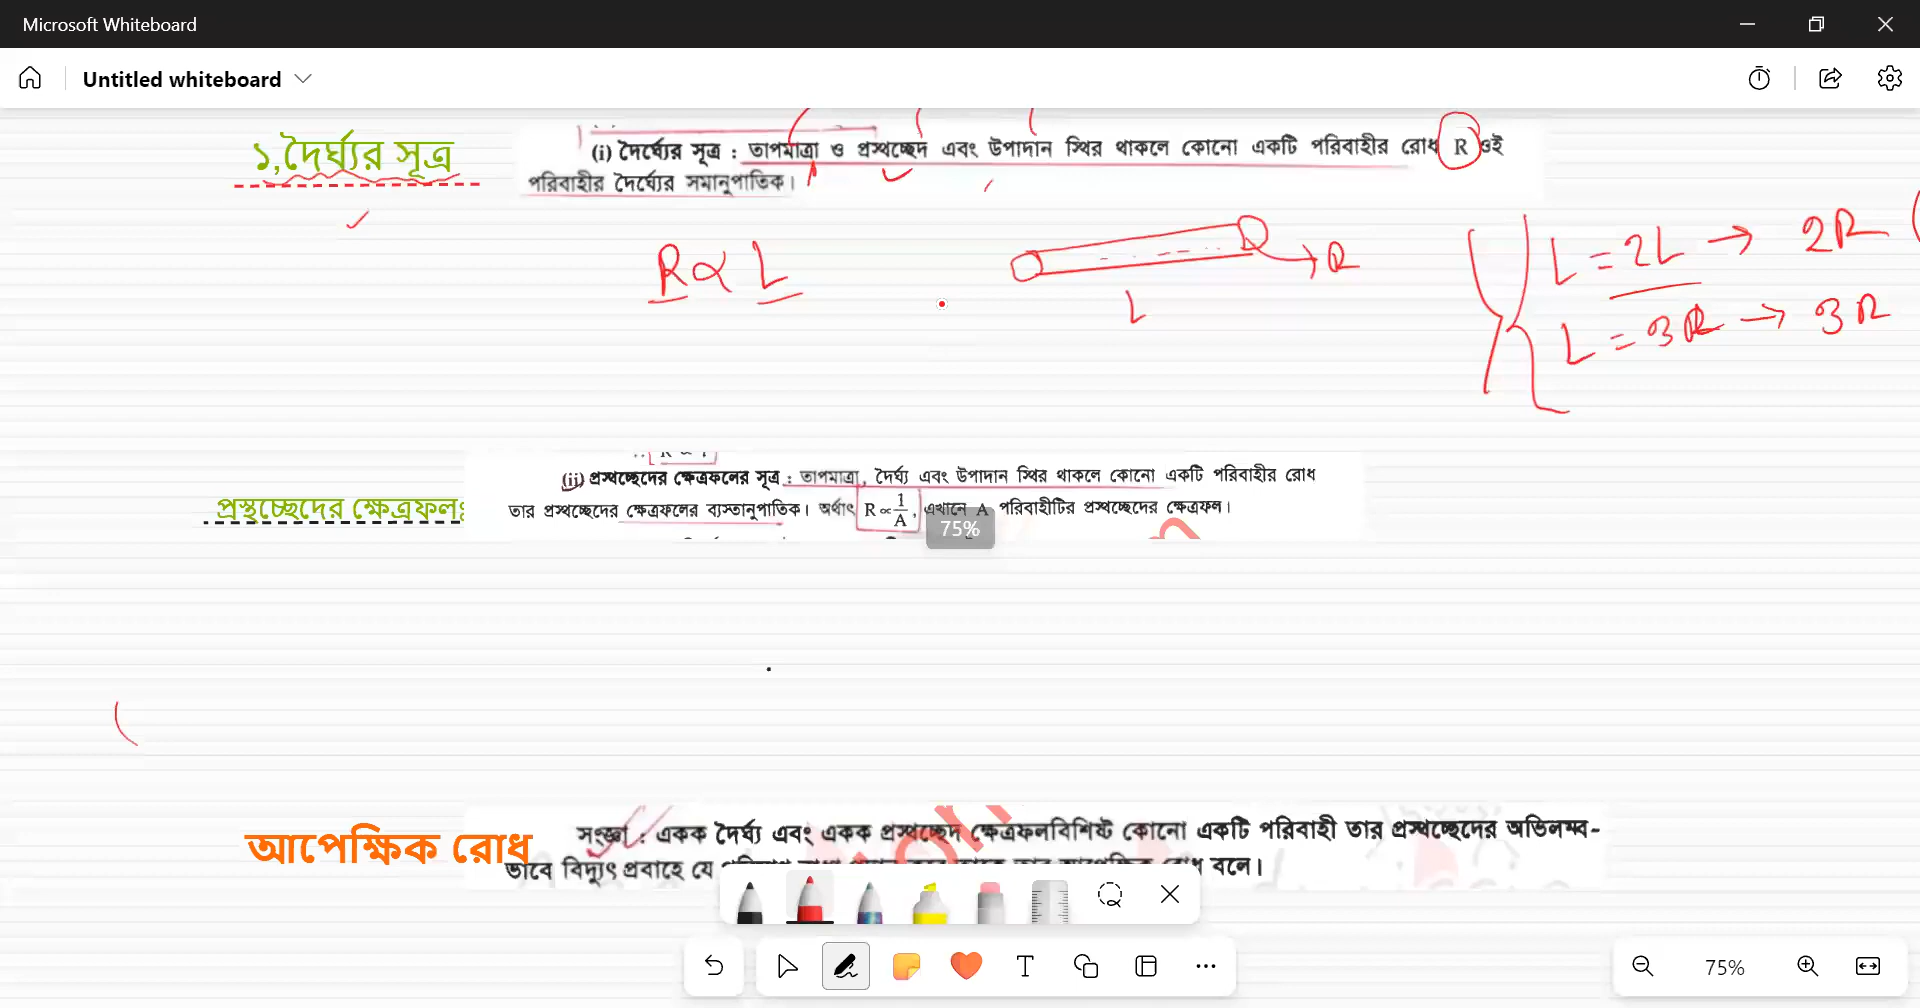 Microsoft Whiteboard
Untitled whiteboard
১,দৈর্ঘ্যর সূত্র
(i) দৈর্ঘ্যের সূত্র : তাপমাত্রা ও প্রস্থচ্ছেদ এবং উপাদান স্থির থাকলে কোনো একটি পরিবাহীর রোধ R ওই
পরিবাহীর দৈর্ঘ্যের সমানুপাতিক।
R ∝ L
R
L
L = 2L → 2R
L = 3R → 3R
(ii) প্রস্থচ্ছেদের ক্ষেত্রফলের সূত্র : তাপমাত্রা, দৈর্ঘ্য এবং উপাদান স্থির থাকলে কোনো একটি পরিবাহীর রোধ
প্রস্থচ্ছেদের ক্ষেত্রফলঃ
তার প্রস্থচ্ছেদের ক্ষেত্রফলের ব্যস্তানুপাতিক। অর্থাৎ R ∝ 1/A, এখানে A পরিবাহীটির প্রস্থচ্ছেদের ক্ষেত্রফল।
75%
আপেক্ষিক রোধ
সংজ্ঞা : একক দৈর্ঘ্য এবং একক প্রস্থচ্ছেদ ক্ষেত্রফলবিশিষ্ট কোনো একটি পরিবাহী তার প্রস্থচ্ছেদের অভিলম্ব-
ভাবে বিদ্যুৎ প্রবাহে যে বলে।
75%